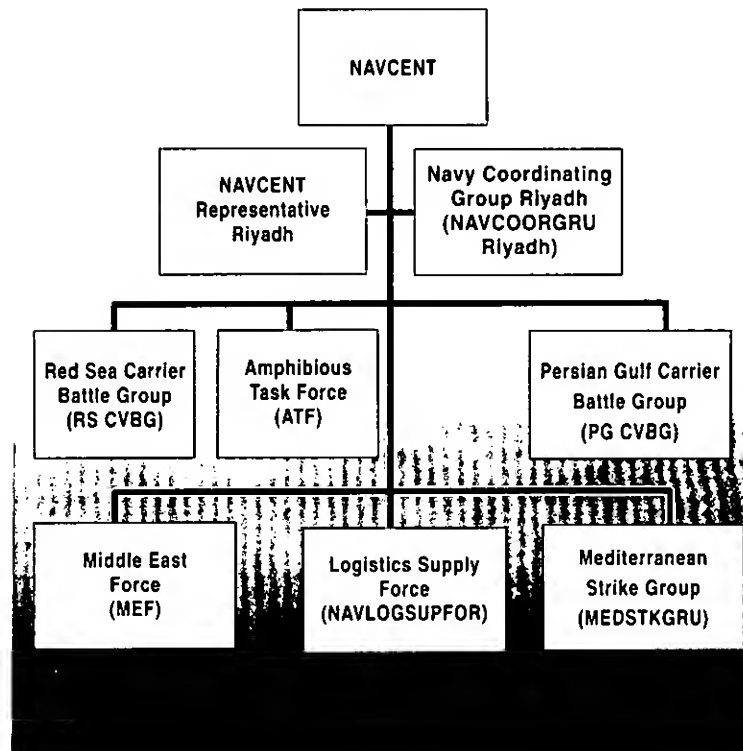 NAVCENT
NAVCENT
Representative
Riyadh
Navy Coordinating
Group Riyadh
(NAVCOORGRU
Riyadh)
Red Sea Carrier
Battle Group
(RS CVBG)
Amphibious
Task Force
(ATF)
Persian Gulf Carrier
Battle Group
(PG CVBG)
Middle East
Force
(MEF)
Logistics Supply
Force
(NAVLOGSUPFOR)
Mediterranean
Strike Group
(MEDSTKGRU)